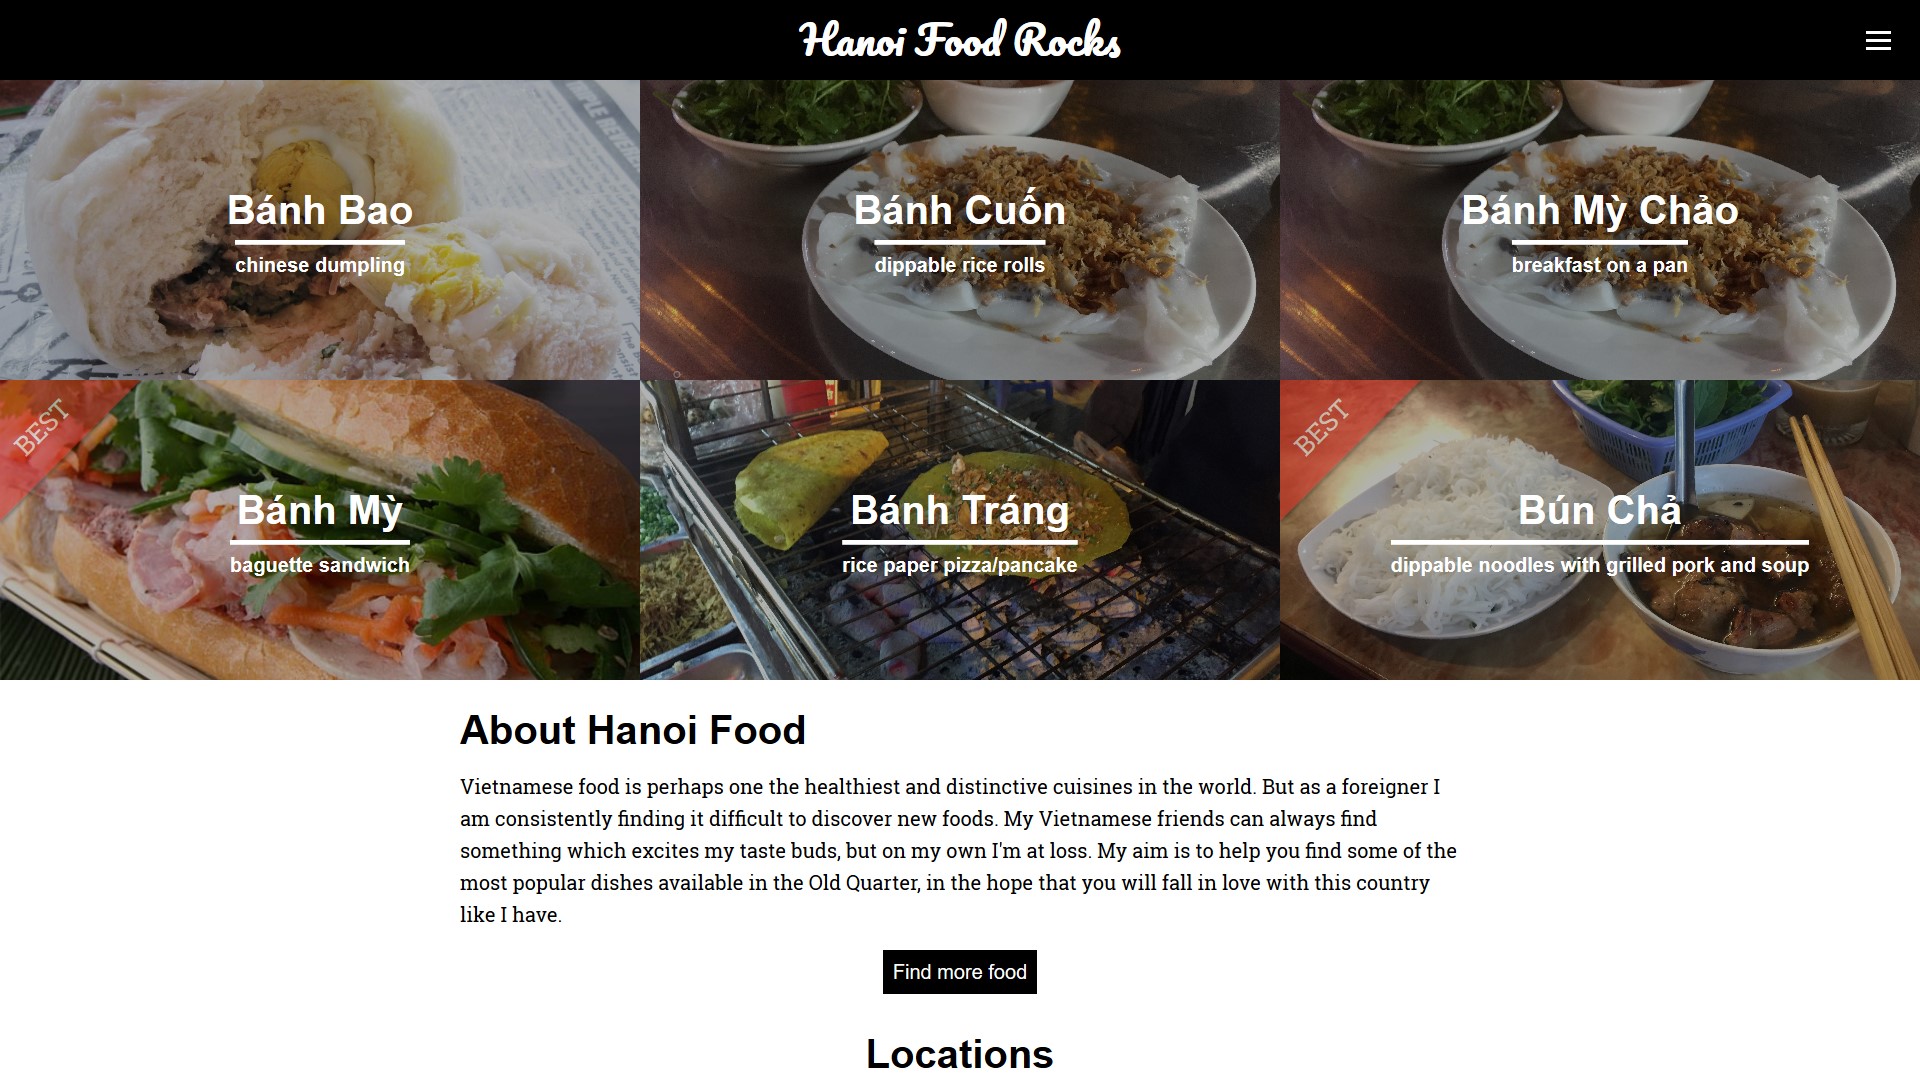 Hanoi Food Rocks
Bánh Bao
chinese dumpling
Bánh Cuốn
dippable rice rolls
Bánh Mỳ Chảo
breakfast on a pan
BEST
Bánh Mỳ
baguette sandwich
Bánh Tráng
rice paper pizza/pancake
BEST
Bún Chả
dippable noodles with grilled pork and soup
About Hanoi Food
Vietnamese food is perhaps one the healthiest and distinctive cuisines in the world. But as a foreigner I
am consistently finding it difficult to discover new foods. My Vietnamese friends can always find
something which excites my taste buds, but on my own I'm at loss. My aim is to help you find some of the
most popular dishes available in the Old Quarter, in the hope that you will fall in love with this country
like I have.
Find more food
Locations